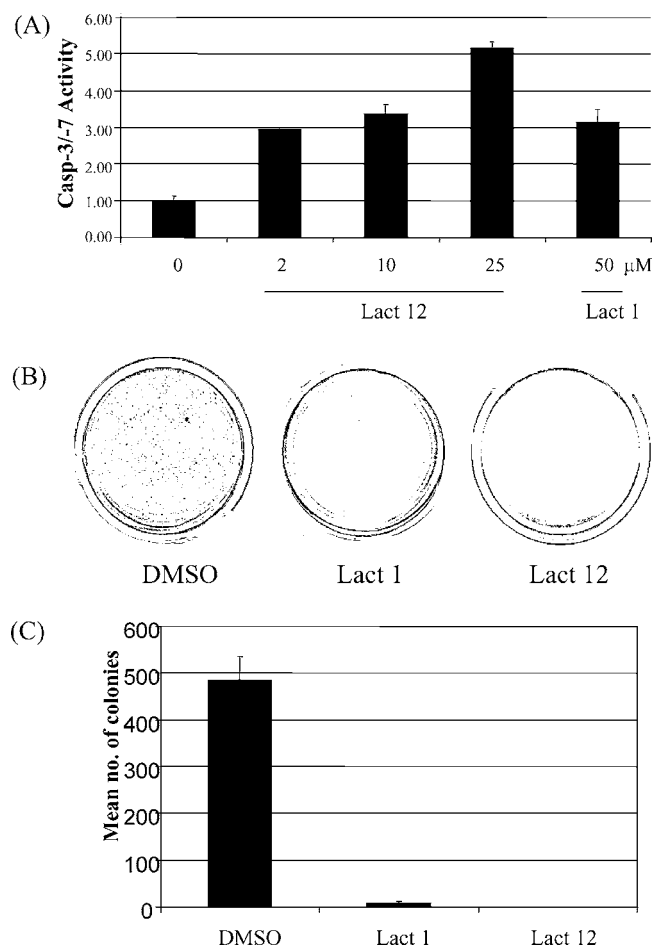 (A)
Casp-3/-7 Activity
6.00
5.00
4.00
3.00
2.00
1.00
0.00
0 2 10 25 50 μM
Lact 12 Lact 1
(B)
DMSO Lact 1 Lact 12
(C)
Mean no. of colonies
600
500
400
300
200
100
0
DMSO Lact 1 Lact 12